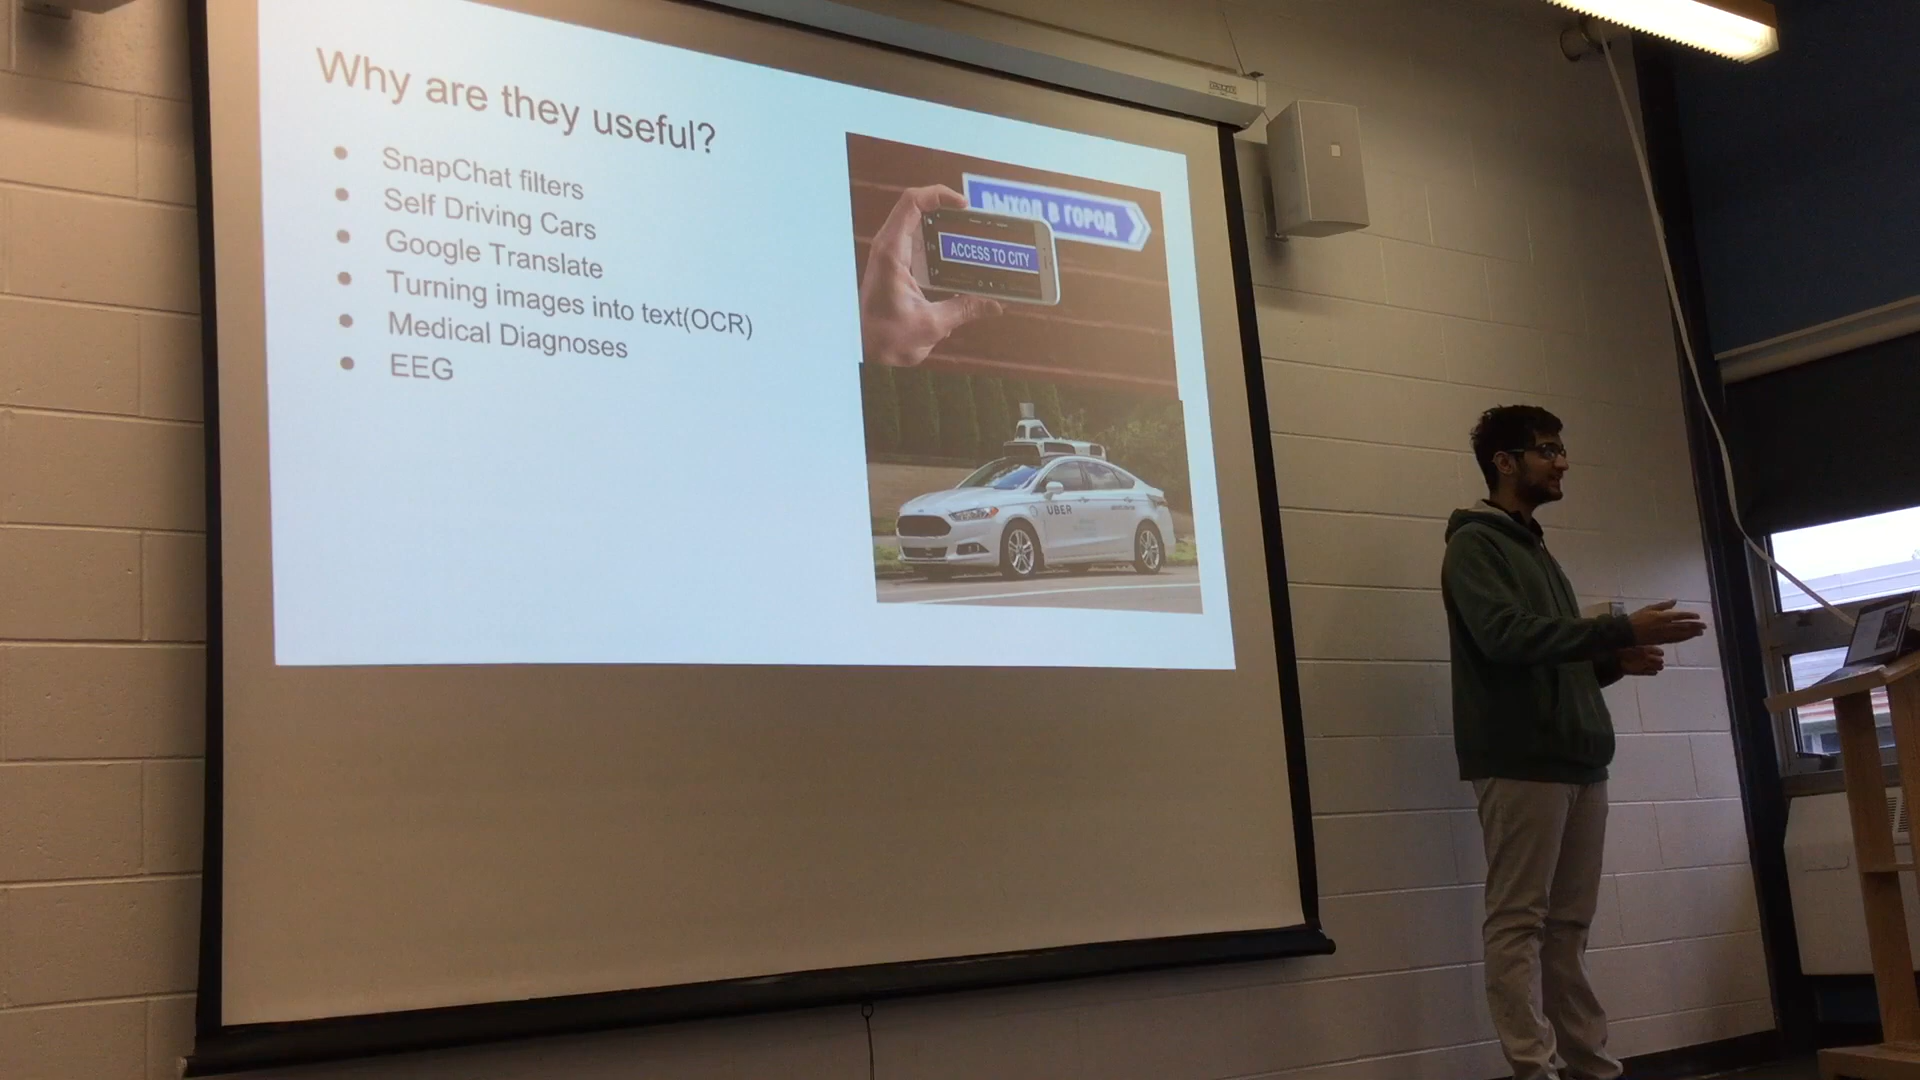 Why are they useful?
SnapChat filters
Self Driving Cars
Google Translate
Turning images into text(OCR)
Medical Diagnoses
EEG
ВЫХОД В ГОРОД
ACCESS TO CITY
UBER